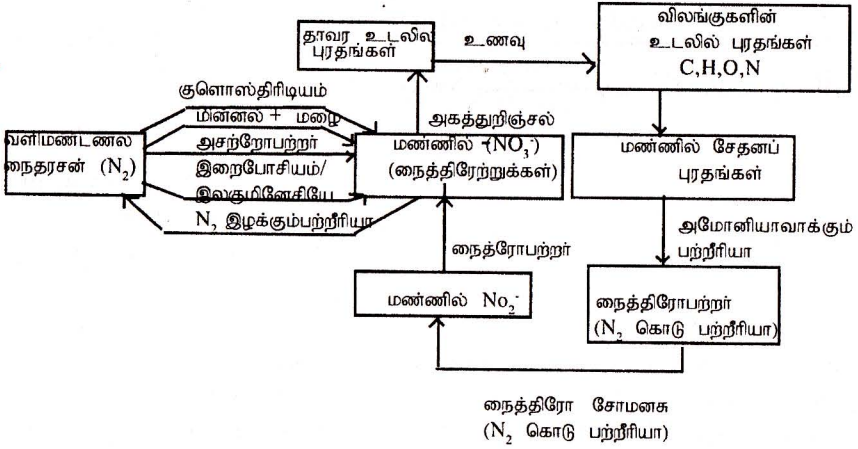 விலங்குகளின்
உடலில் புரதங்கள்
C,H,O,N
தாவர உடலில
புரதங்கள்
உணவு
குளொஸ்திரிடியம்
மின்னல் + மழை
அசற்றோபற்றர்
இறைபோசியம்/
இலகுமினேசியே
N₂ இழக்கும்பற்றீரியா
வளிமண்டணல
நைதரசன் (N₂)
அகத்துறிஞ்சல்
மண்ணில் (NO₃⁻)
(நைத்திரேற்றுக்கள்)
மண்ணில் சேதனப்
புரதங்கள்
அமோனியாவாக்கும்
பற்றீரியா
நைத்ரோபற்றர்
மண்ணில் No₂⁻
நைத்திரோபற்றர்
(N₂ கொடு பற்றீரியா)
நைத்திரோ சோமனசு
(N₂ கொடு பற்றீரியா)